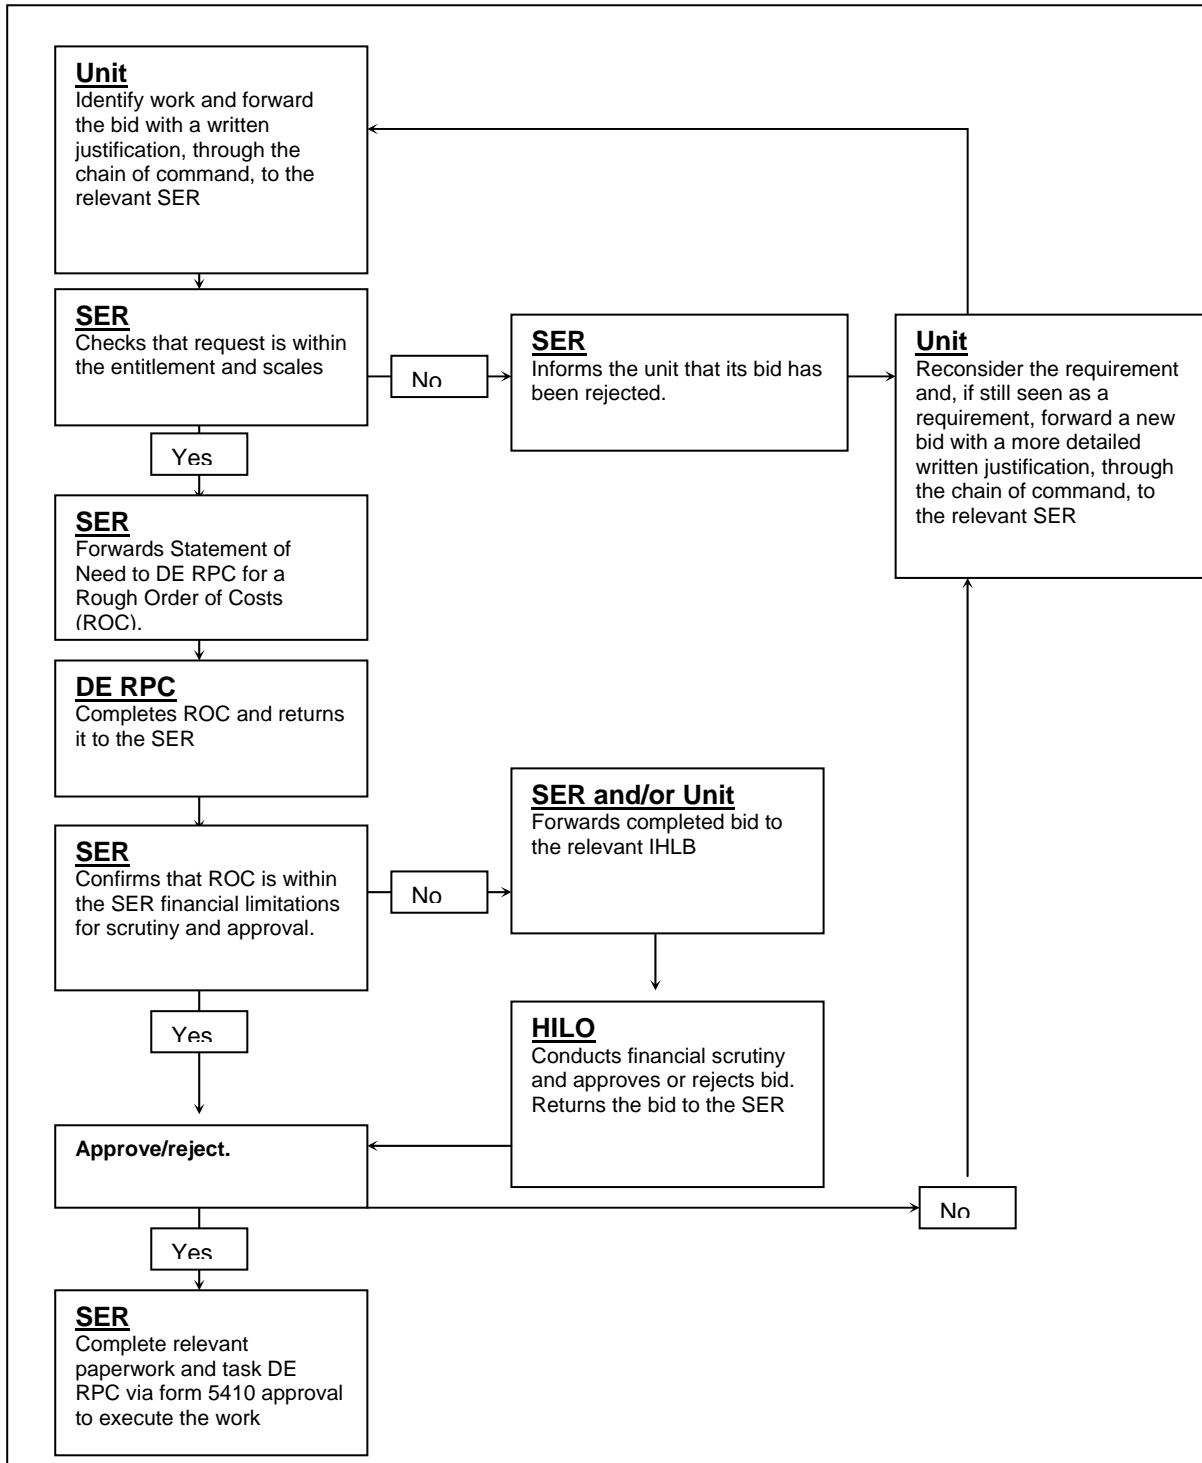 Unit
Identify work and forward
the bid with a written
justification, through the
chain of command, to the
relevant SER
SER
Checks that request is within
the entitlement and scales
No
SER
Informs the unit that its bid has
been rejected.
Unit
Reconsider the requirement
and, if still seen as a
requirement, forward a new
bid with a more detailed
written justification, through
the chain of command, to
the relevant SER
Yes
SER
Forwards Statement of
Need to DE RPC for a
Rough Order of Costs
(ROC).
DE RPC
Completes ROC and returns
it to the SER
SER
Confirms that ROC is within
the SER financial limitations
for scrutiny and approval.
No
SER and/or Unit
Forwards completed bid to
the relevant IHLB
Yes
HILO
Conducts financial scrutiny
and approves or rejects bid.
Returns the bid to the SER
Approve/reject.
No
Yes
SER
Complete relevant
paperwork and task DE
RPC via form 5410 approval
to execute the work